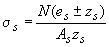 σ_s = N(e_s ± z_s) / A_s z_s